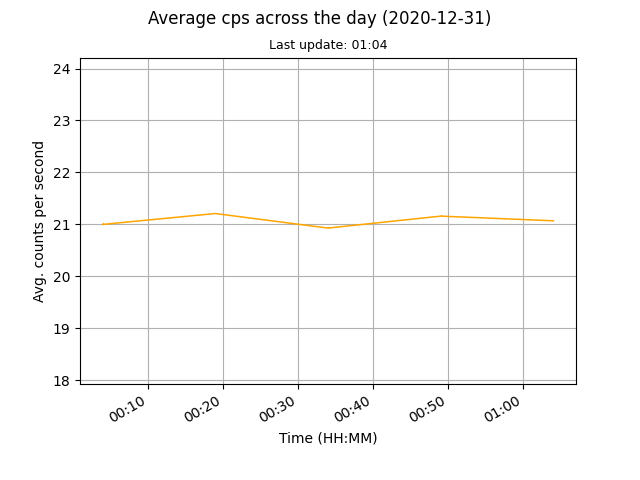 Average cps across the day (2020-12-31)
Last update: 01:04
24
23
22
21
20
19
18
Avg. counts per second
00:10 00:20 00:30 00:40 00:50 01:00
Time (HH:MM)